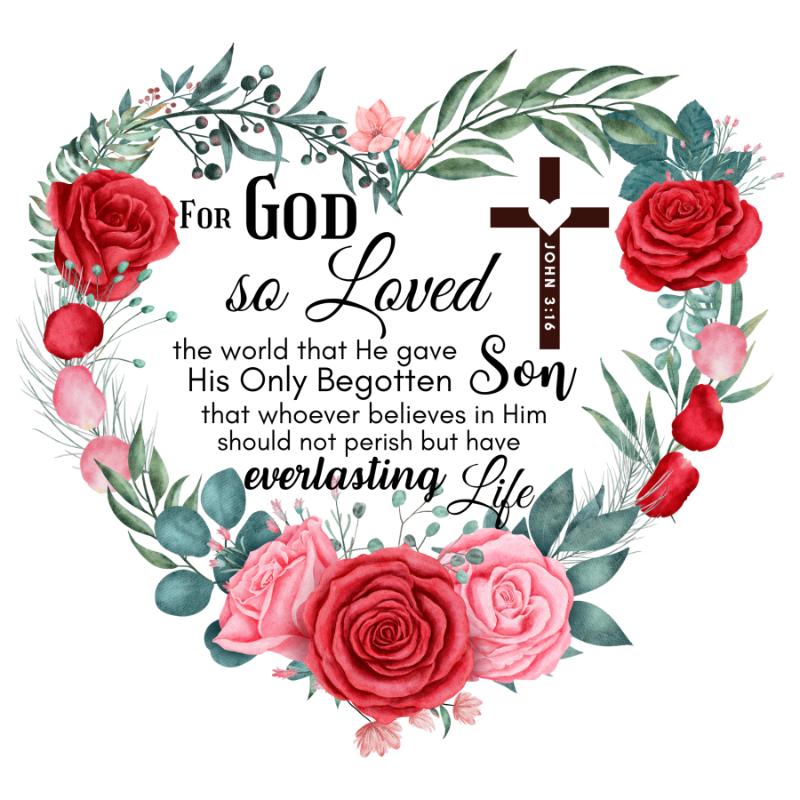 For God
so Loved
the world that He gave
His Only Begotten Son
that whoever believes in Him
should not perish but have
everlasting Life
JOHN 3:16